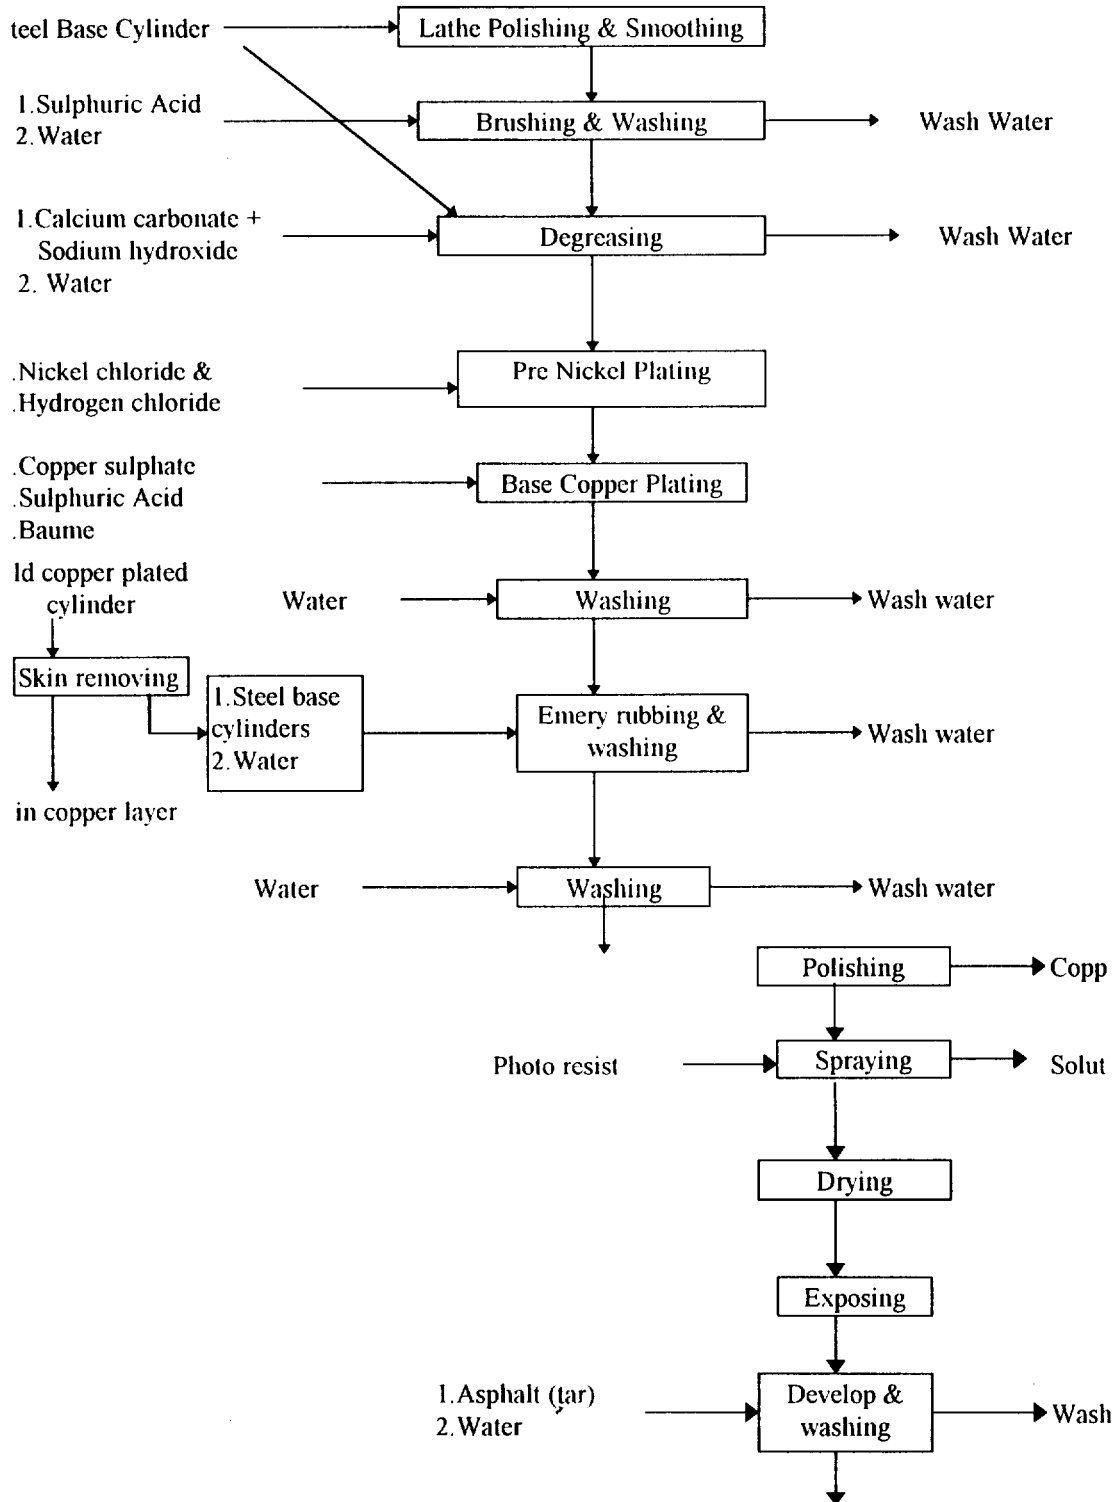 teel Base Cylinder
Lathe Polishing & Smoothing
1.Sulphuric Acid
2.Water
Brushing & Washing
Wash Water
1.Calcium carbonate +
Sodium hydroxide
2. Water
Degreasing
Wash Water
.Nickel chloride &
.Hydrogen chloride
Pre Nickel Plating
.Copper sulphate
.Sulphuric Acid
.Baume
Base Copper Plating
ld copper plated
cylinder
Water
Washing
Wash water
Skin removing
1.Steel base
cylinders
2.Water
Emery rubbing &
washing
Wash water
in copper layer
Water
Washing
Wash water
Polishing
Copp
Photo resist
Spraying
Solut
Drying
Exposing
1.Asphalt (tar)
2.Water
Develop &
washing
Wash